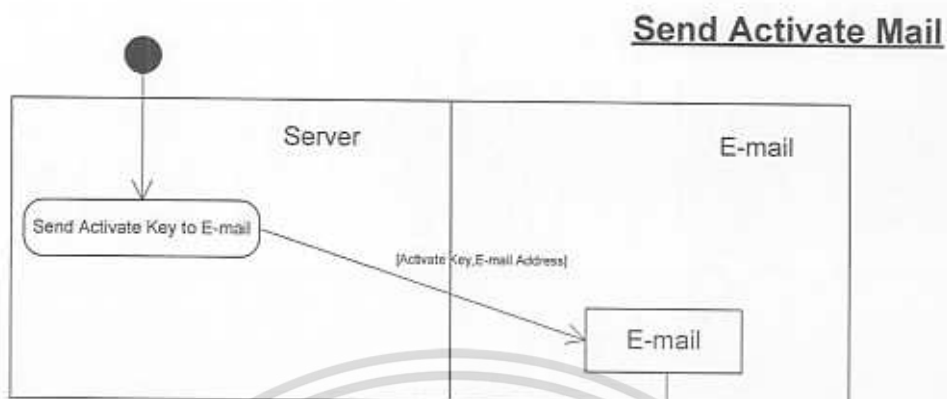 Send Activate Mail
Server
E-mail
Send Activate Key to E-mail
[Activate Key,E-mail Address]
E-mail